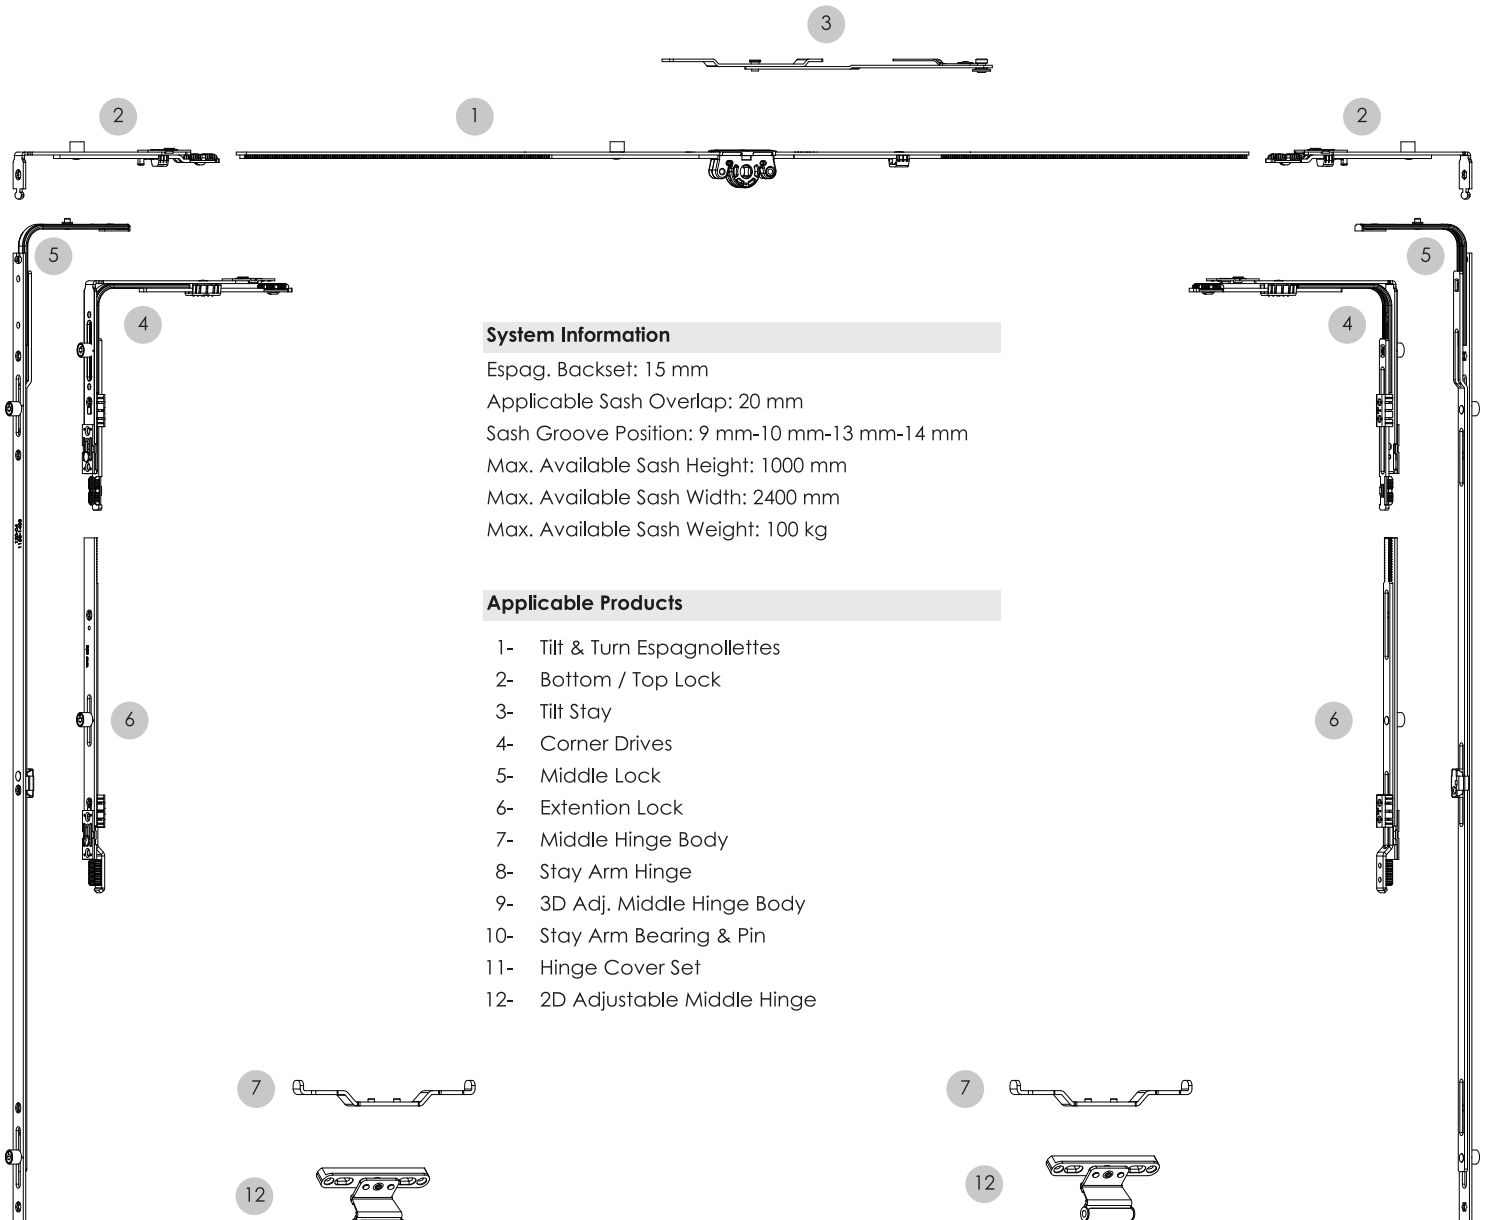 3
2
1
2
5
5
4
4
System Information
Espag. Backset: 15 mm
Applicable Sash Overlap: 20 mm
Sash Groove Position: 9 mm-10 mm-13 mm-14 mm
Max. Available Sash Height: 1000 mm
Max. Available Sash Width: 2400 mm
Max. Available Sash Weight: 100 kg
Applicable Products
1- Tilt & Turn Espagnollettes
2- Bottom / Top Lock
3- Tilt Stay
4- Corner Drives
5- Middle Lock
6- Extention Lock
7- Middle Hinge Body
8- Stay Arm Hinge
9- 3D Adj. Middle Hinge Body
10- Stay Arm Bearing & Pin
11- Hinge Cover Set
12- 2D Adjustable Middle Hinge
6
6
7
7
12
12